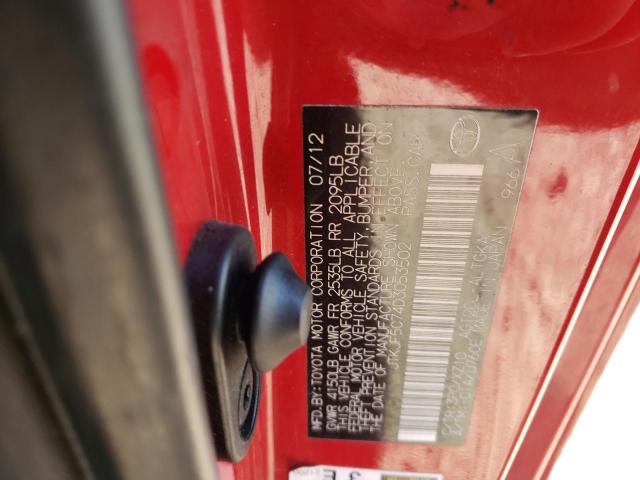 MFD.BY: TOYOTA MOTOR CORPORATION 07/12
GVWR 4150LB GAWR FR 2535LB RR 2095LB
THIS VEHICLE CONFORMS TO ALL APPLICABLE
FEDERAL MOTOR VEHICLE SAFETY, BUMPER, AND
THEFT PREVENTION STANDARDS IN EFFECT ON
THE DATE OF MANUFACTURE SHOWN ABOVE.
JTKJF5C74D3053502 PASS.CAR
MADE IN JAPAN
966 A